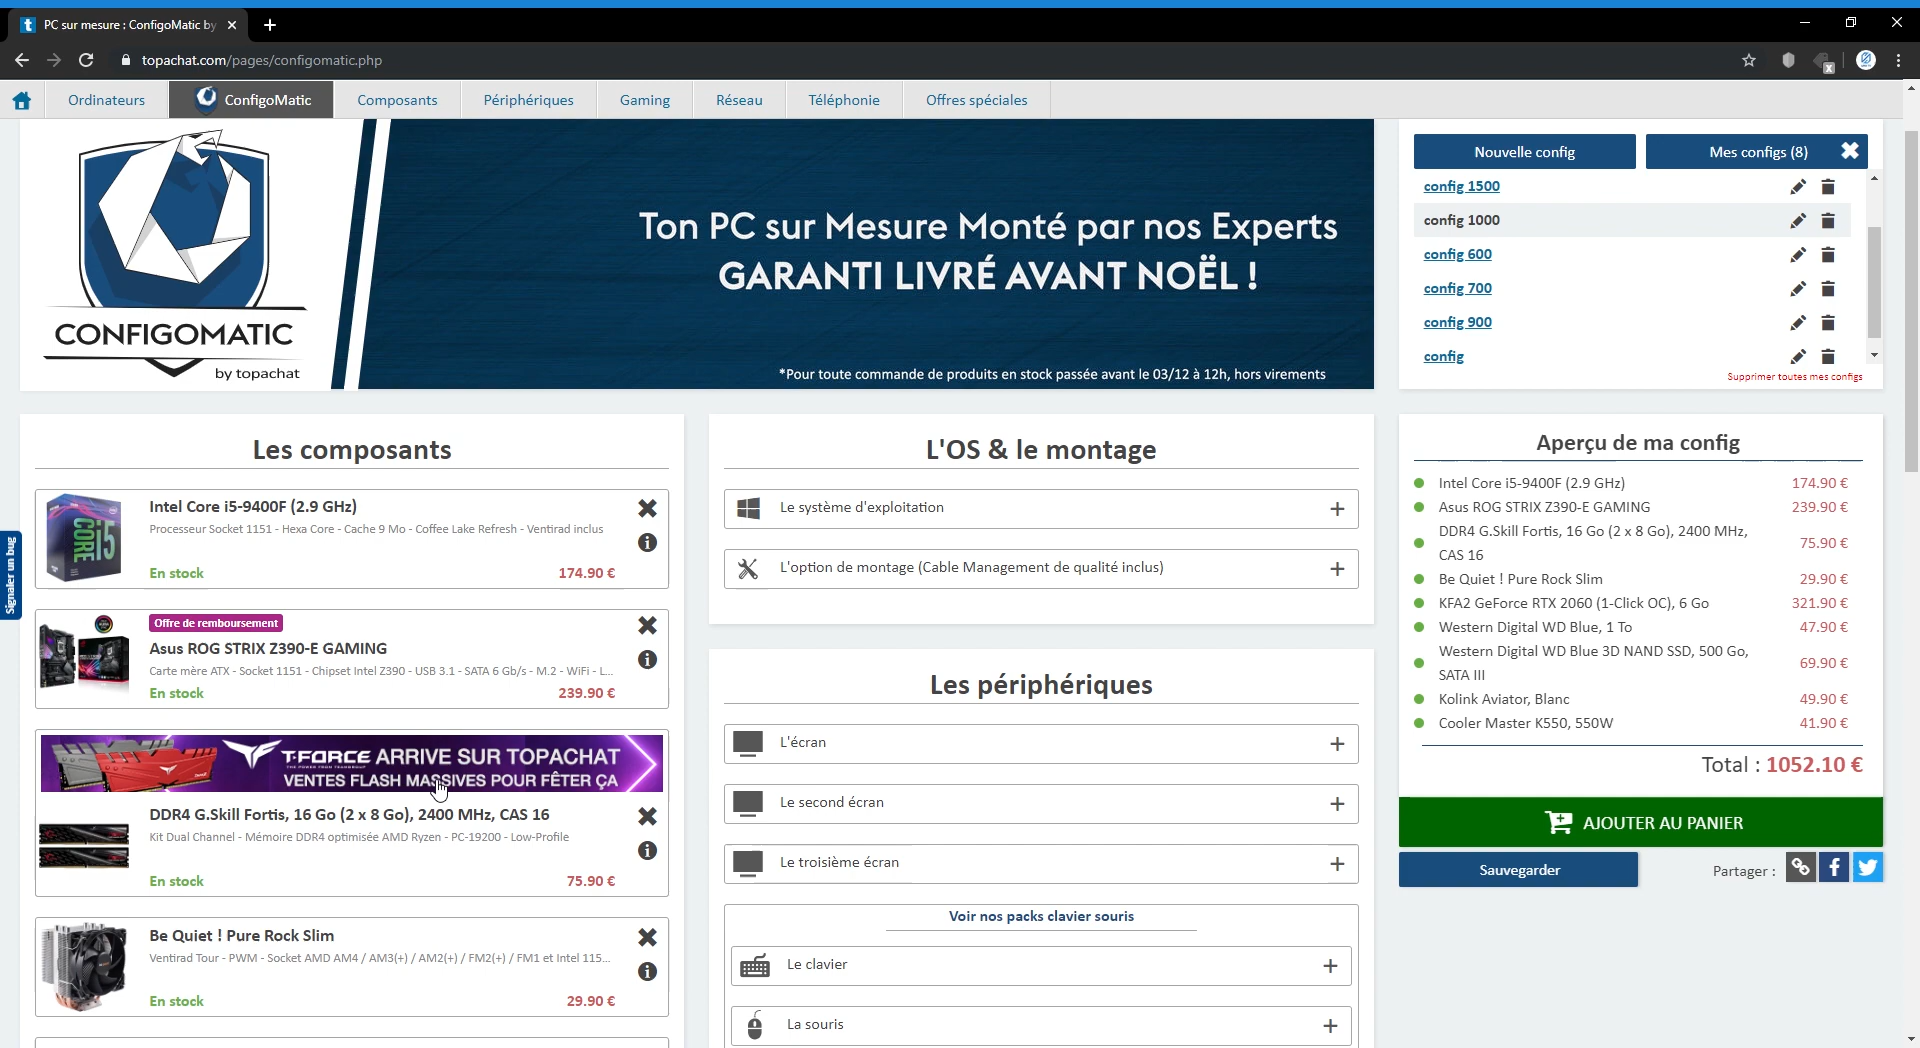 PC sur mesure : ConfigoMatic by
topachat.com/pages/configomatic.php
Ordinateurs
ConfigoMatic
Composants
Périphériques
Gaming
Réseau
Téléphonie
Offres spéciales
CONFIGOMATIC
by topachat
Ton PC sur Mesure Monté par nos Experts
GARANTI LIVRÉ AVANT NOËL !
*Pour toute commande de produits en stock passée avant le 03/12 à 12h, hors virements
Nouvelle config
Mes configs (8)
config 1500
config 1000
config 600
config 700
config 900
config
Supprimer toutes mes configs
Signaler un bug
Les composants
Intel Core i5-9400F (2.9 GHz)
Processeur Socket 1151 - Hexa Core - Cache 9 Mo - Coffee Lake Refresh - Ventirad inclus
En stock
174.90 €
Offre de remboursement
Asus ROG STRIX Z390-E GAMING
Carte mère ATX - Socket 1151 - Chipset Intel Z390 - USB 3.1 - SATA 6 Gb/s - M.2 - WiFi - L...
En stock
239.90 €
T-FORCE ARRIVE SUR TOPACHAT
VENTES FLASH MASSIVES POUR FÊTER ÇA
DDR4 G.Skill Fortis, 16 Go (2 x 8 Go), 2400 MHz, CAS 16
Kit Dual Channel - Mémoire DDR4 optimisée AMD Ryzen - PC-19200 - Low-Profile
En stock
75.90 €
Be Quiet ! Pure Rock Slim
Ventirad Tour - PWM - Socket AMD AM4 / AM3(+) / AM2(+) / FM2(+) / FM1 et Intel 115...
En stock
29.90 €
L'OS & le montage
Le système d'exploitation
L'option de montage (Cable Management de qualité inclus)
Les périphériques
L'écran
Le second écran
Le troisième écran
Voir nos packs clavier souris
Le clavier
La souris
Aperçu de ma config
Intel Core i5-9400F (2.9 GHz) 174.90 €
Asus ROG STRIX Z390-E GAMING 239.90 €
DDR4 G.Skill Fortis, 16 Go (2 x 8 Go), 2400 MHz,
CAS 16 75.90 €
Be Quiet ! Pure Rock Slim 29.90 €
KFA2 GeForce RTX 2060 (1-Click OC), 6 Go 321.90 €
Western Digital WD Blue, 1 To 47.90 €
Western Digital WD Blue 3D NAND SSD, 500 Go,
SATA III 69.90 €
Kolink Aviator, Blanc 49.90 €
Cooler Master K550, 550W 41.90 €
Total : 1052.10 €
AJOUTER AU PANIER
Sauvegarder
Partager :